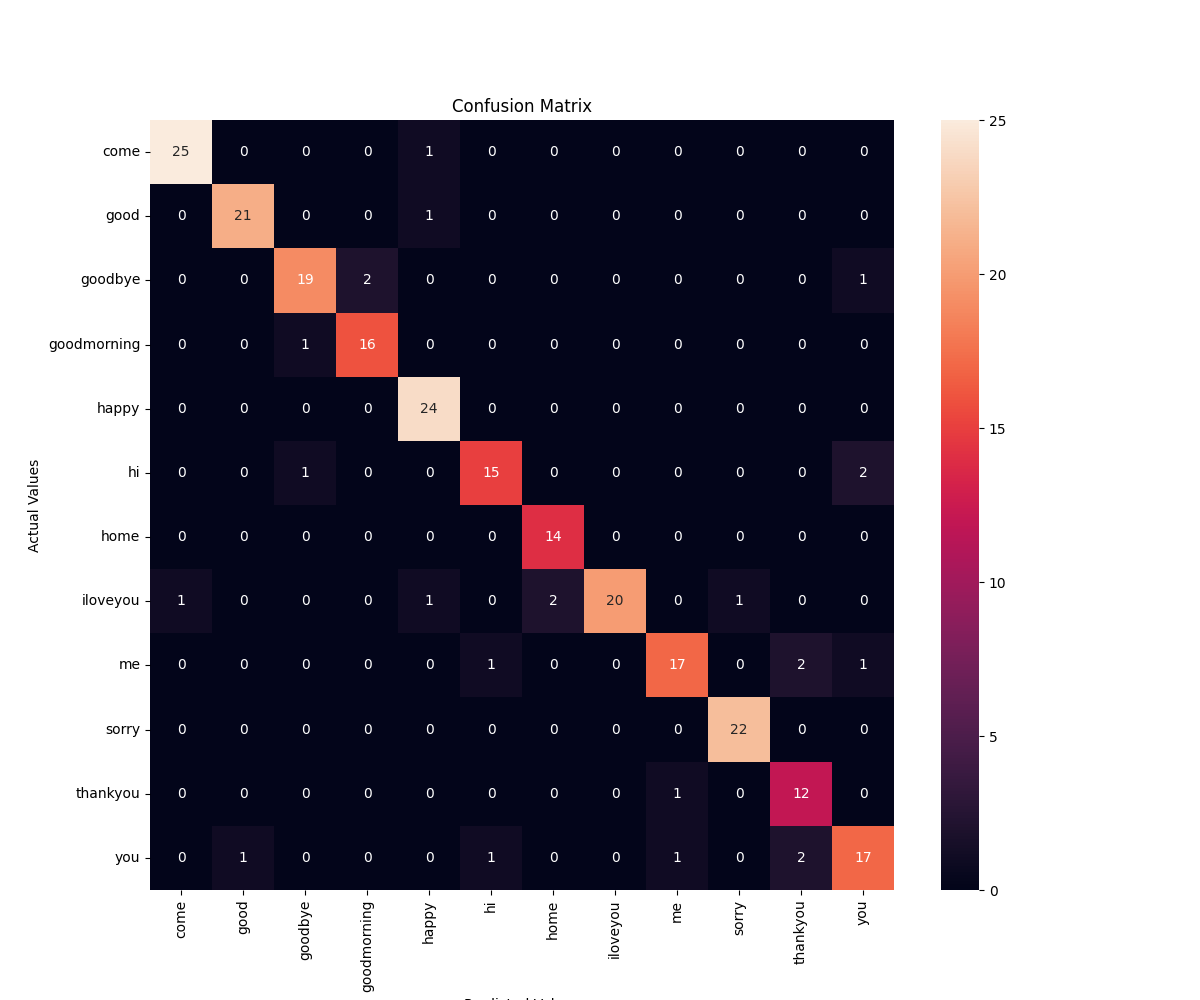 Confusion Matrix
come 25 0 0 0 1 0 0 0 0 0 0 0
good 0 21 0 0 1 0 0 0 0 0 0 0
goodbye 0 0 19 2 0 0 0 0 0 0 0 1
goodmorning 0 0 1 16 0 0 0 0 0 0 0 0
happy 0 0 0 0 24 0 0 0 0 0 0 0
hi 0 0 1 0 0 15 0 0 0 0 0 2
home 0 0 0 0 0 0 14 0 0 0 0 0
iloveyou 1 0 0 0 1 0 2 20 0 1 0 0
me 0 0 0 0 0 1 0 0 17 0 2 1
sorry 0 0 0 0 0 0 0 0 0 22 0 0
thankyou 0 0 0 0 0 0 0 0 1 0 12 0
you 0 1 0 0 0 1 0 0 1 0 2 17
come good goodbye goodmorning happy hi home iloveyou me sorry thankyou you
Actual Values
25
20
15
10
5
0